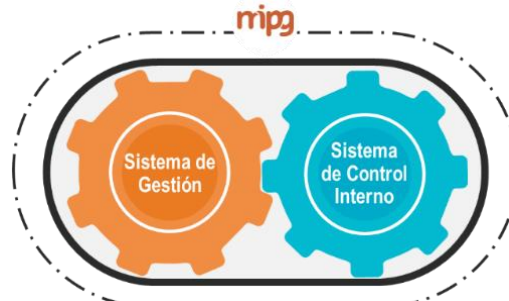 mipg
Sistema de
Gestión
Sistema
de Control
Interno